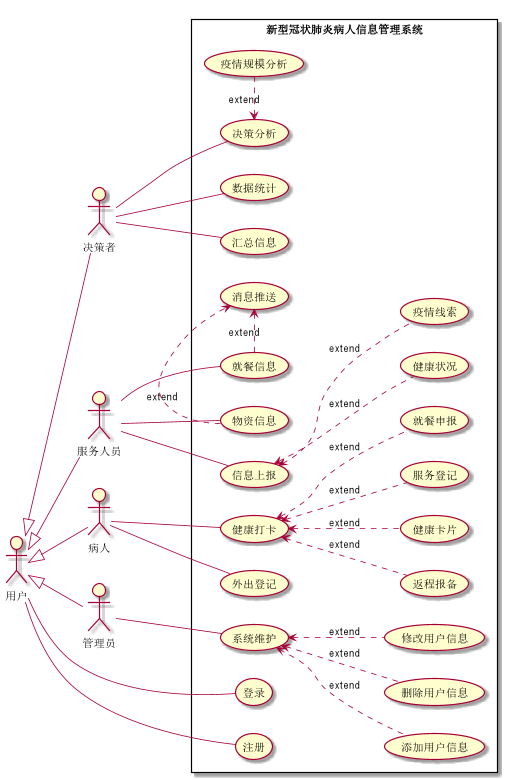 新型冠状肺炎病人信息管理系统
疫情规模分析
extend
决策分析
数据统计
决策者
汇总信息
消息推送
疫情线索
extend
extend
就餐信息
健康状况
extend
extend
物资信息
就餐申报
服务人员
extend
信息上报
服务登记
extend
健康打卡
健康卡片
extend
病人
extend
外出登记
返程报备
用户
管理员
系统维护
extend
修改用户信息
extend
登录
extend
删除用户信息
注册
添加用户信息